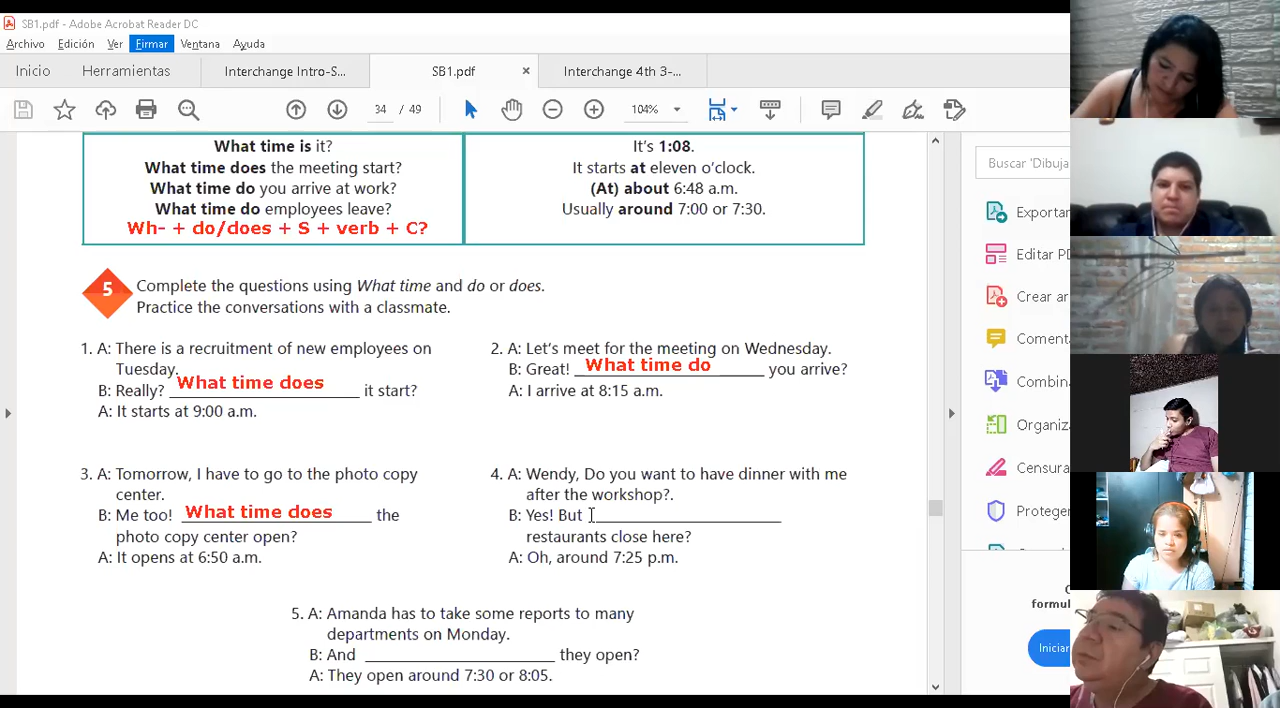 SB1.pdf - Adobe Acrobat Reader DC
Archivo Edición Ver Firmar Ventana Ayuda
Inicio Herramientas Interchange Intro-S... SB1.pdf × Interchange 4th 3-...
34 / 49 104%
What time is it? It's 1:08.
What time does the meeting start? It starts at eleven o'clock.
What time do you arrive at work? (At) about 6:48 a.m.
What time do employees leave? Usually around 7:00 or 7:30.
Wh- + do/does + S + verb + C?
Buscar 'Dibuja
Exportar
Editar PD
Crear ar
Comenta
Combin
Organiz
Censura
Protege
Iniciar
5 Complete the questions using What time and do or does.
Practice the conversations with a classmate.
1. A: There is a recruitment of new employees on
Tuesday.
B: Really? What time does it start?
A: It starts at 9:00 a.m.
2. A: Let's meet for the meeting on Wednesday.
B: Great! What time do you arrive?
A: I arrive at 8:15 a.m.
3. A: Tomorrow, I have to go to the photo copy
center.
B: Me too! What time does the
photo copy center open?
A: It opens at 6:50 a.m.
4. A: Wendy, Do you want to have dinner with me
after the workshop?.
B: Yes! But ____________________
restaurants close here?
A: Oh, around 7:25 p.m.
5. A: Amanda has to take some reports to many
departments on Monday.
B: And ____________________ they open?
A: They open around 7:30 or 8:05.